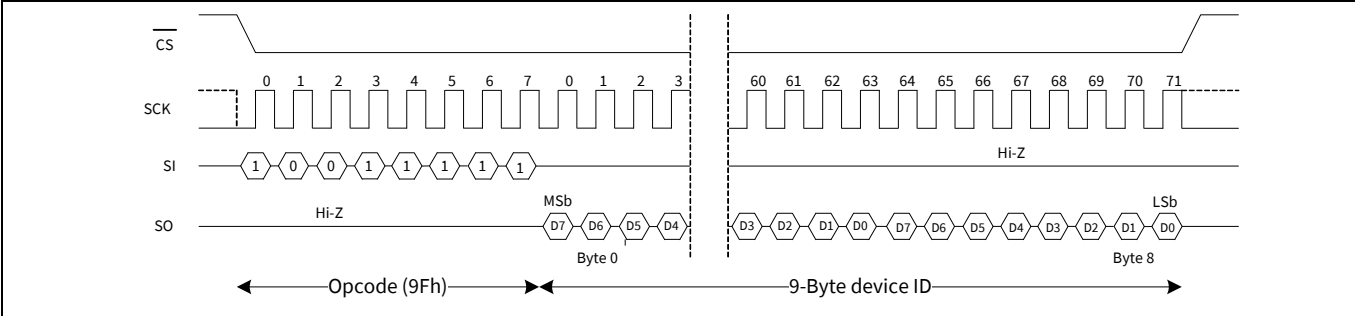 CS
0 1 2 3 4 5 6 7 0 1 2 3 60 61 62 63 64 65 66 67 68 69 70 71
SCK
Hi-Z
SI 1 0 0 1 1 1 1 1
MSb LSb
Hi-Z
SO D7 D6 D5 D4 D3 D2 D1 D0 D7 D6 D5 D4 D3 D2 D1 D0
Byte 0 Byte 8
Opcode (9Fh) 9-Byte device ID